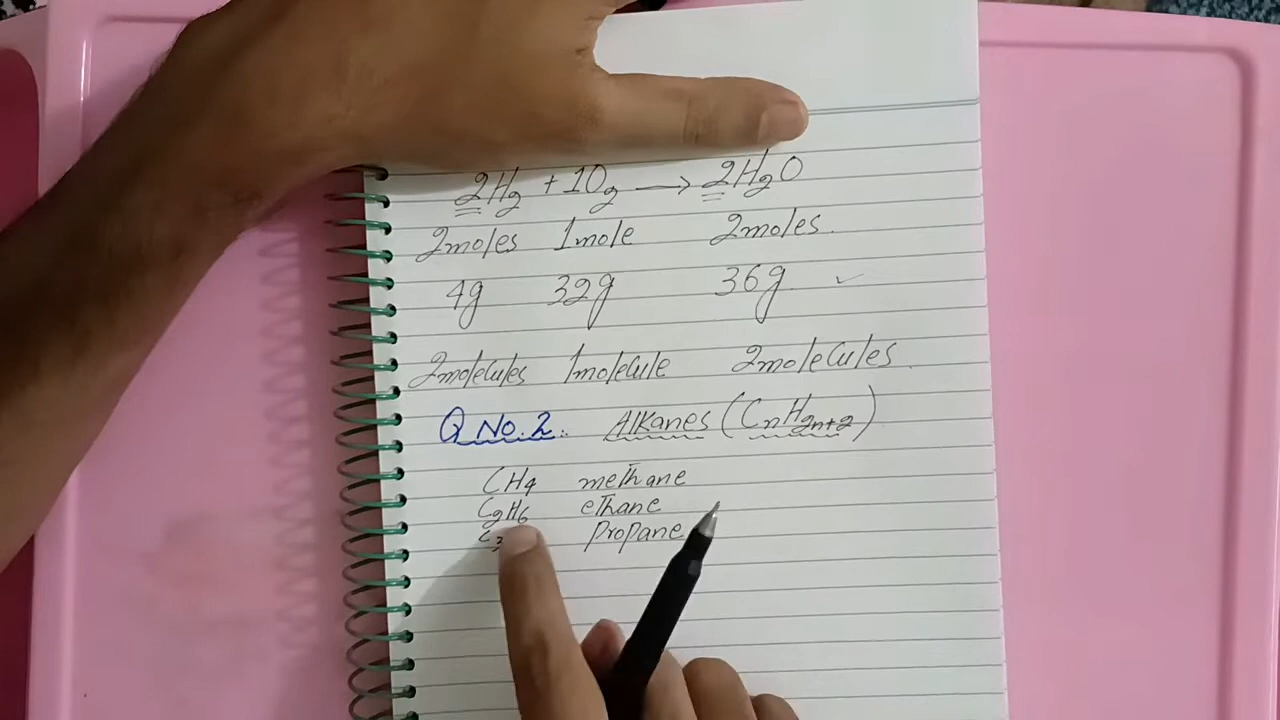 2H2 + 1O2 → 2H2O
2moles 1mole 2moles.
4g 32g 36g ✓
2molecules 1molecule 2molecules.
Q No. 2. Alkanes (CnH2n+2)
CH4 methane
C2H6 ethane
C3 propane